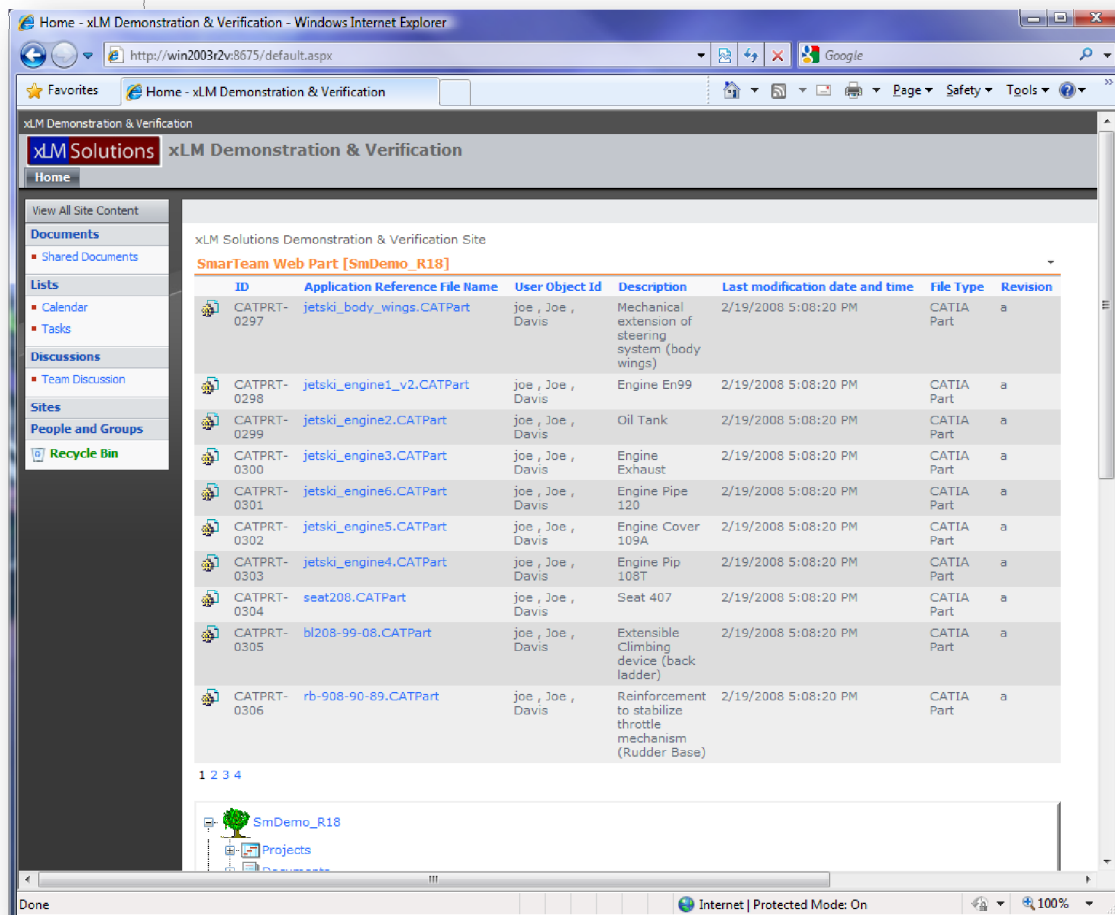 Home - xLM Demonstration & Verification - Windows Internet Explorer
http://win2003r2v:8675/default.aspx
Google
Favorites
Home - xLM Demonstration & Verification
Page
Safety
Tools
xLM Demonstration & Verification
xLM Solutions
xLM Demonstration & Verification
Home
View All Site Content
Documents
Shared Documents
Lists
Calendar
Tasks
Discussions
Team Discussion
Sites
People and Groups
Recycle Bin
xLM Solutions Demonstration & Verification Site
SmarTeam Web Part [SmDemo_R18]
ID Application Reference File Name User Object Id Description Last modification date and time File Type Revision
CATPRT- jetski_body_wings.CATPart joe , Joe , Mechanical 2/19/2008 5:08:20 PM CATIA a
0297 Davis extension of Part
steering
system (body
wings)
CATPRT- jetski_engine1_v2.CATPart joe , Joe , Engine En99 2/19/2008 5:08:20 PM CATIA a
0298 Davis Part
CATPRT- jetski_engine2.CATPart joe , Joe , Oil Tank 2/19/2008 5:08:20 PM CATIA a
0299 Davis Part
CATPRT- jetski_engine3.CATPart joe , Joe , Engine 2/19/2008 5:08:20 PM CATIA a
0300 Davis Exhaust Part
CATPRT- jetski_engine6.CATPart joe , Joe , Engine Pipe 2/19/2008 5:08:20 PM CATIA a
0301 Davis 120 Part
CATPRT- jetski_engine5.CATPart joe , Joe , Engine Cover 2/19/2008 5:08:20 PM CATIA a
0302 Davis 109A Part
CATPRT- jetski_engine4.CATPart joe , Joe , Engine Pip 2/19/2008 5:08:20 PM CATIA a
0303 Davis 108T Part
CATPRT- seat208.CATPart joe , Joe , Seat 407 2/19/2008 5:08:20 PM CATIA a
0304 Davis Part
CATPRT- bl208-99-08.CATPart joe , Joe , Extensible 2/19/2008 5:08:20 PM CATIA a
0305 Davis Climbing Part
device (back
ladder)
CATPRT- rb-908-90-89.CATPart joe , Joe , Reinforcement 2/19/2008 5:08:20 PM CATIA a
0306 Davis to stabilize Part
throttle
mechanism
(Rudder Base)
1 2 3 4
SmDemo_R18
Projects
Documents
Done
Internet | Protected Mode: On
100%